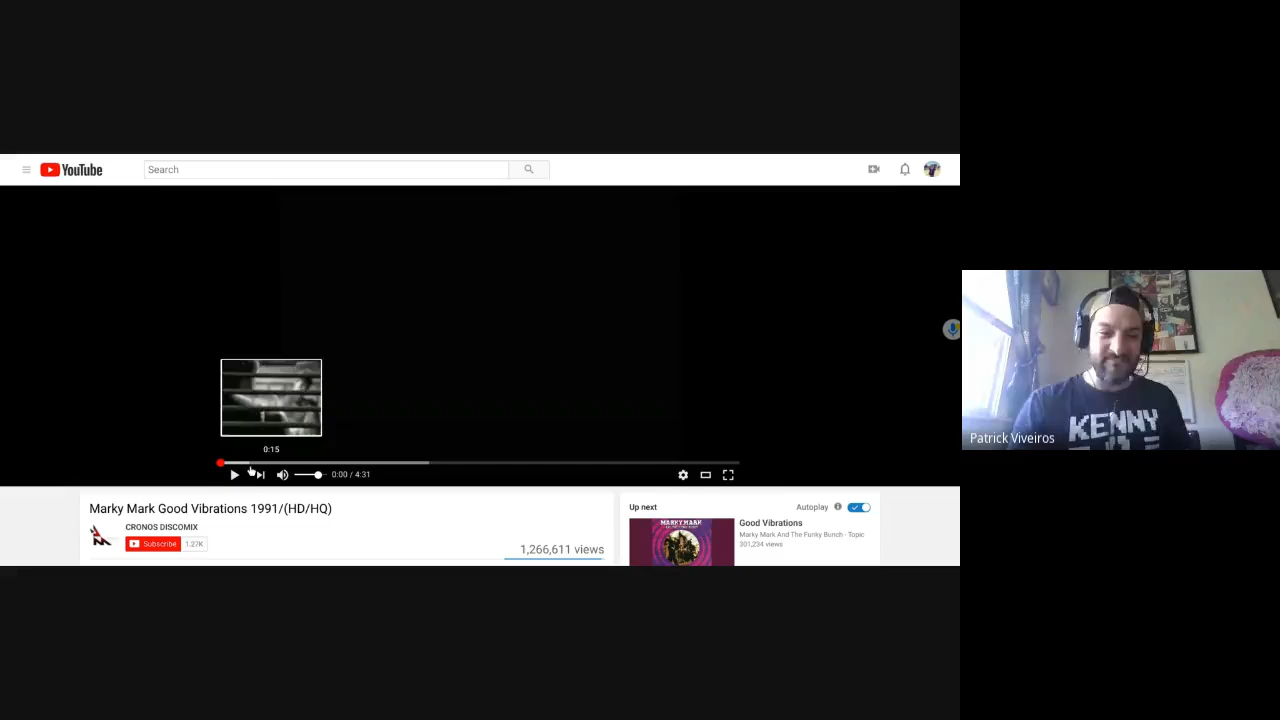 YouTube
Search
0:15
0:00 / 4:31
Marky Mark Good Vibrations 1991/(HD/HQ)
CRONOS DISCOMIX
Subscribe 1.27K
1,266,611 views
Up next
Autoplay
MARKY MARK
Good Vibrations
Marky Mark And The Funky Bunch - Topic
301,234 views
KENNY
Patrick Viveiros